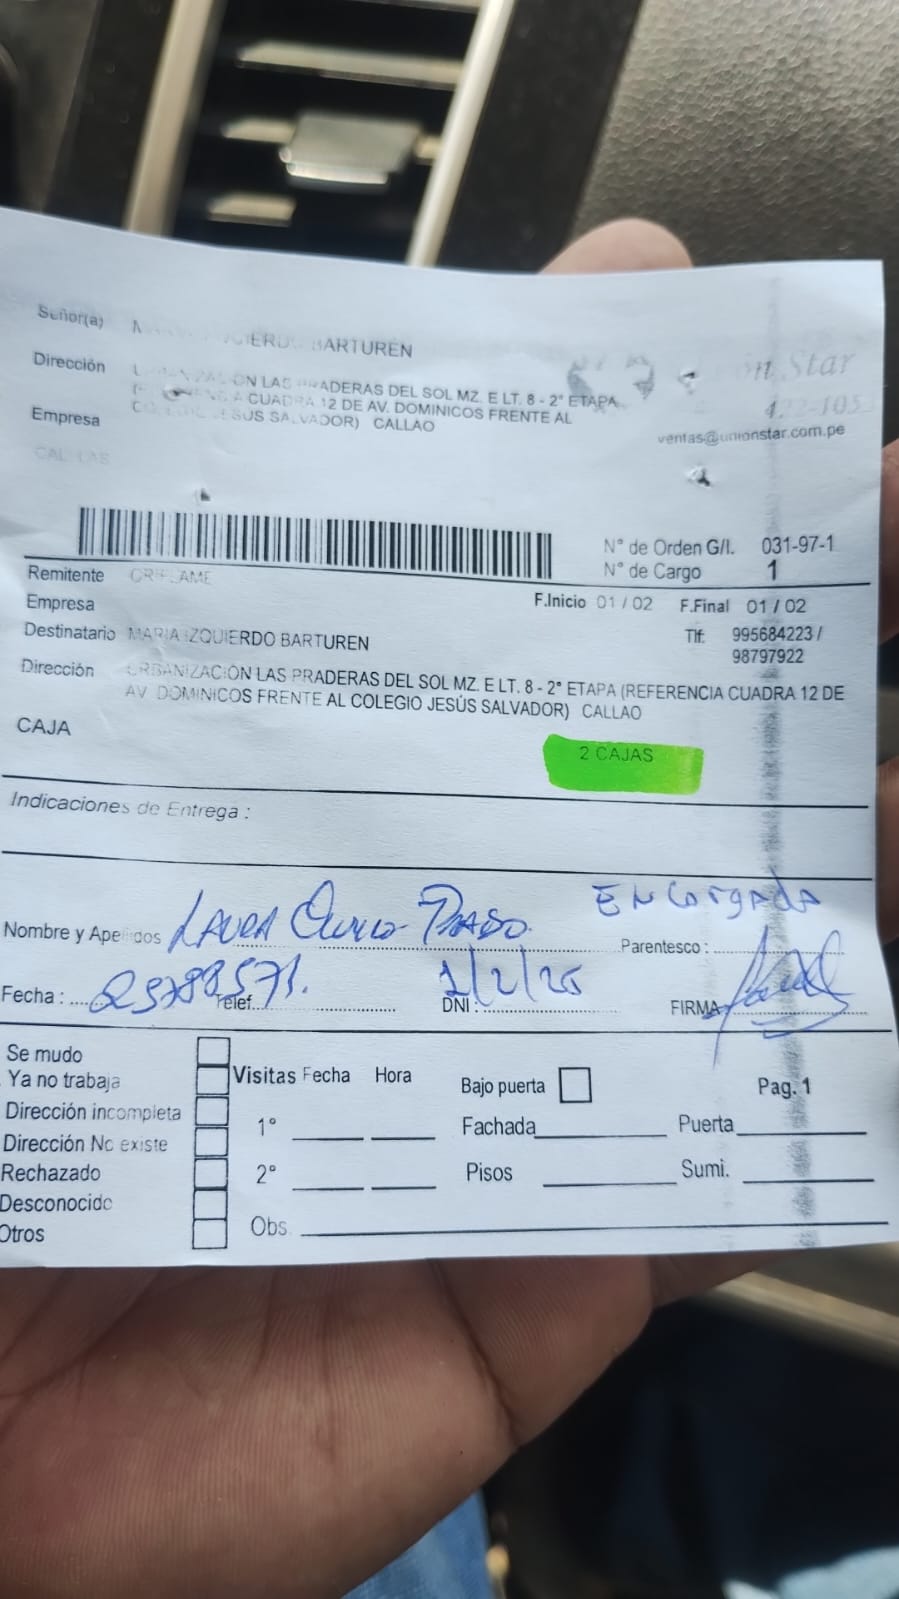 Señor(a) BARTUREN
Dirección LAS PRADERAS DEL SOL MZ. E LT. 8 - 2° ETAPA
CUADRA 12 DE AV. DOMINICOS FRENTE AL
JESÚS SALVADOR) CALLAO
Empresa
Star
ventas@unionstar.com.pe
N° de Orden G/I. 031-97-1
N° de Cargo 1
Remitente ORIFLAME
Empresa
F.Inicio 01 / 02 F.Final 01 / 02
Destinatario MARIA IZQUIERDO BARTUREN
Tlf: 995684223 /
98797922
Dirección URBANIZACIÓN LAS PRADERAS DEL SOL MZ. E LT. 8 - 2° ETAPA (REFERENCIA CUADRA 12 DE
AV. DOMINICOS FRENTE AL COLEGIO JESÚS SALVADOR) CALLAO
CAJA
2 CAJAS
Indicaciones de Entrega :
Nombre y Apellidos LAURA
Parentesco : Encargada
Fecha : Telef. DNI : 1/2/25 FIRMA
Se mudo
Ya no trabaja
Dirección incompleta
Dirección No existe
Rechazado
Desconocido
Otros
Visitas Fecha Hora
1°
2°
Obs.
Bajo puerta
Fachada
Pisos
Pag. 1
Puerta
Sumi.